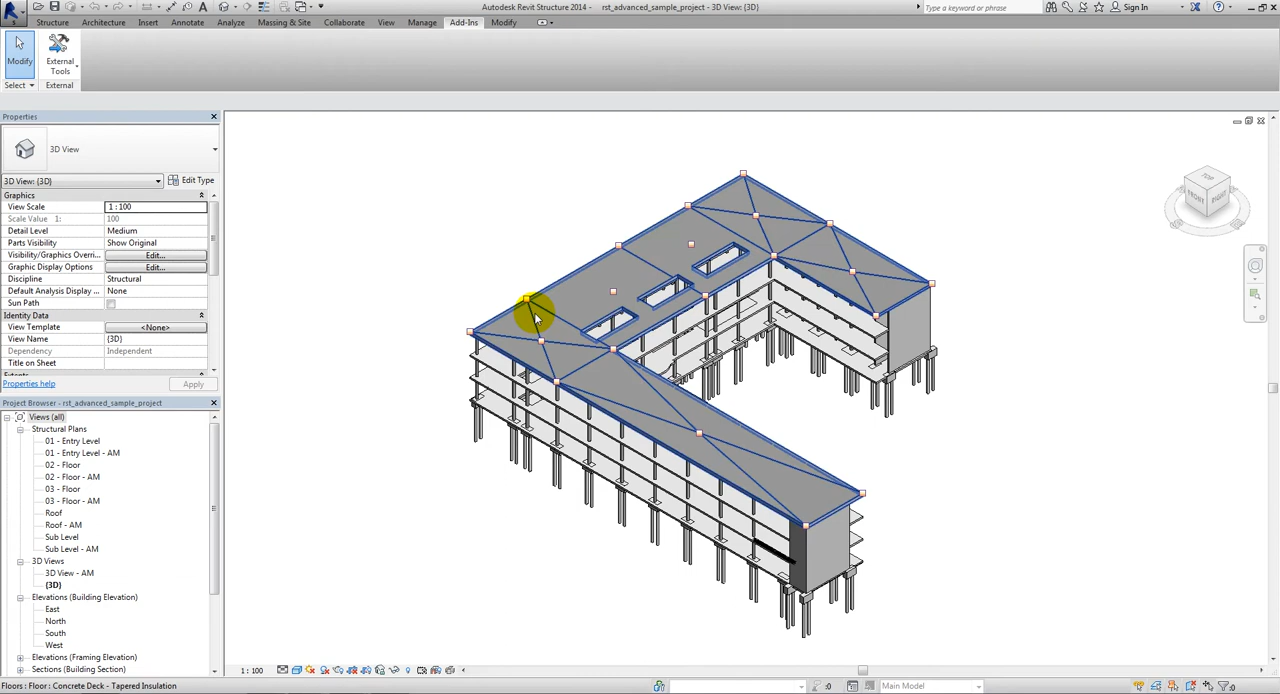 Autodesk Revit Structure 2014 - rst_advanced_sample_project - 3D View: {3D}
Type a keyword or phrase
Sign In
Structure Architecture Insert Annotate Analyze Massing & Site Collaborate View Manage Add-Ins Modify
Modify
External
Tools
Select
External
Properties
3D View
3D View: {3D}
Edit Type
Graphics
View Scale 1 : 100
Scale Value 1: 100
Detail Level Medium
Parts Visibility Show Original
Visibility/Graphics Overri... Edit...
Graphic Display Options Edit...
Discipline Structural
Default Analysis Display ... None
Sun Path
Identity Data
View Template <None>
View Name {3D}
Dependency Independent
Title on Sheet
Properties help
Apply
Project Browser - rst_advanced_sample_project
Views (all)
Structural Plans
01 - Entry Level
01 - Entry Level - AM
02 - Floor
02 - Floor - AM
03 - Floor
03 - Floor - AM
Roof
Roof - AM
Sub Level
Sub Level - AM
3D Views
3D View - AM
{3D}
Elevations (Building Elevation)
East
North
South
West
Elevations (Framing Elevation)
Sections (Building Section)
TOP
FRONT
RIGHT
1 : 100
Floors : Floor : Concrete Deck - Tapered Insulation
:0
Main Model
:0